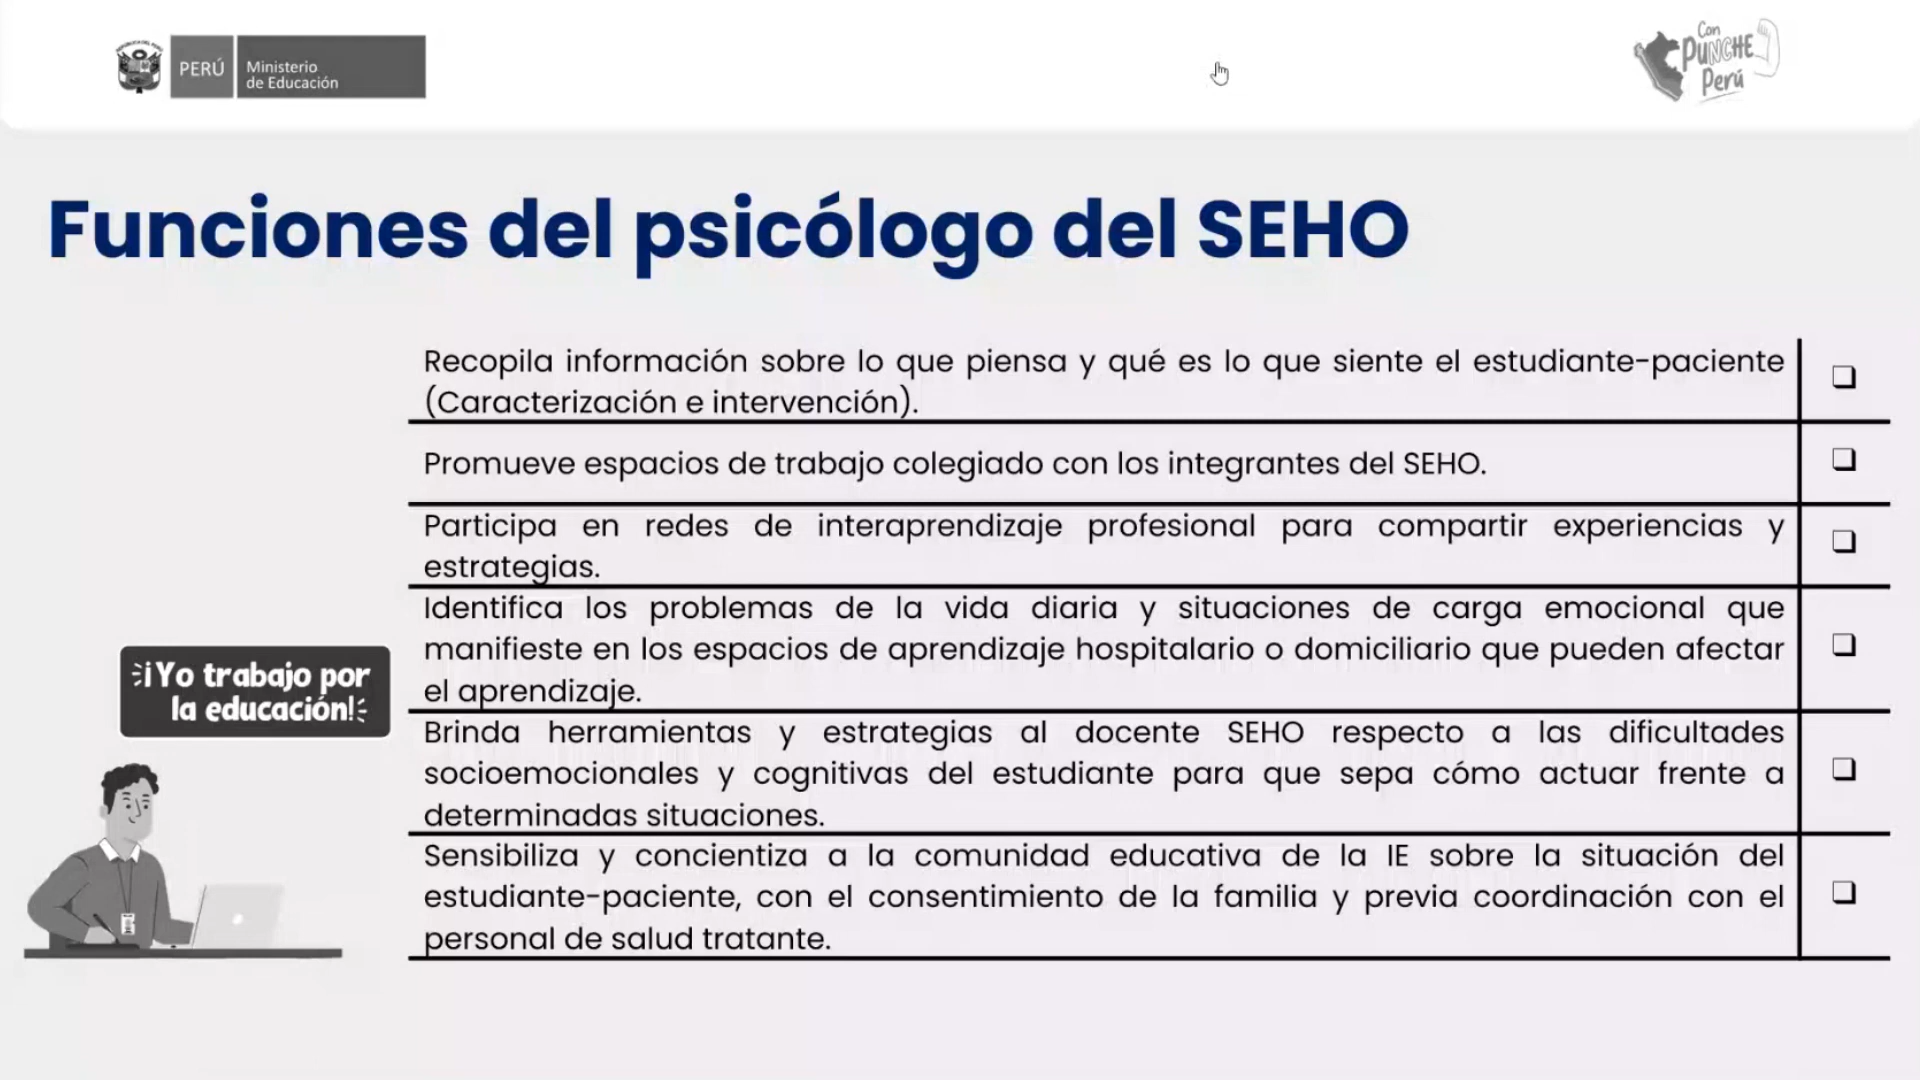 PERÚ
Ministerio
de Educación
Con
PUNCHE
Perú
Funciones del psicólogo del SEHO
Recopila información sobre lo que piensa y qué es lo que siente el estudiante-paciente
(Caracterización e intervención).
Promueve espacios de trabajo colegiado con los integrantes del SEHO.
Participa en redes de interaprendizaje profesional para compartir experiencias y
estrategias.
Identifica los problemas de la vida diaria y situaciones de carga emocional que
manifieste en los espacios de aprendizaje hospitalario o domiciliario que pueden afectar
el aprendizaje.
Brinda herramientas y estrategias al docente SEHO respecto a las dificultades
socioemocionales y cognitivas del estudiante para que sepa cómo actuar frente a
determinadas situaciones.
Sensibiliza y concientiza a la comunidad educativa de la IE sobre la situación del
estudiante-paciente, con el consentimiento de la familia y previa coordinación con el
personal de salud tratante.
¡Yo trabajo por
la educación!